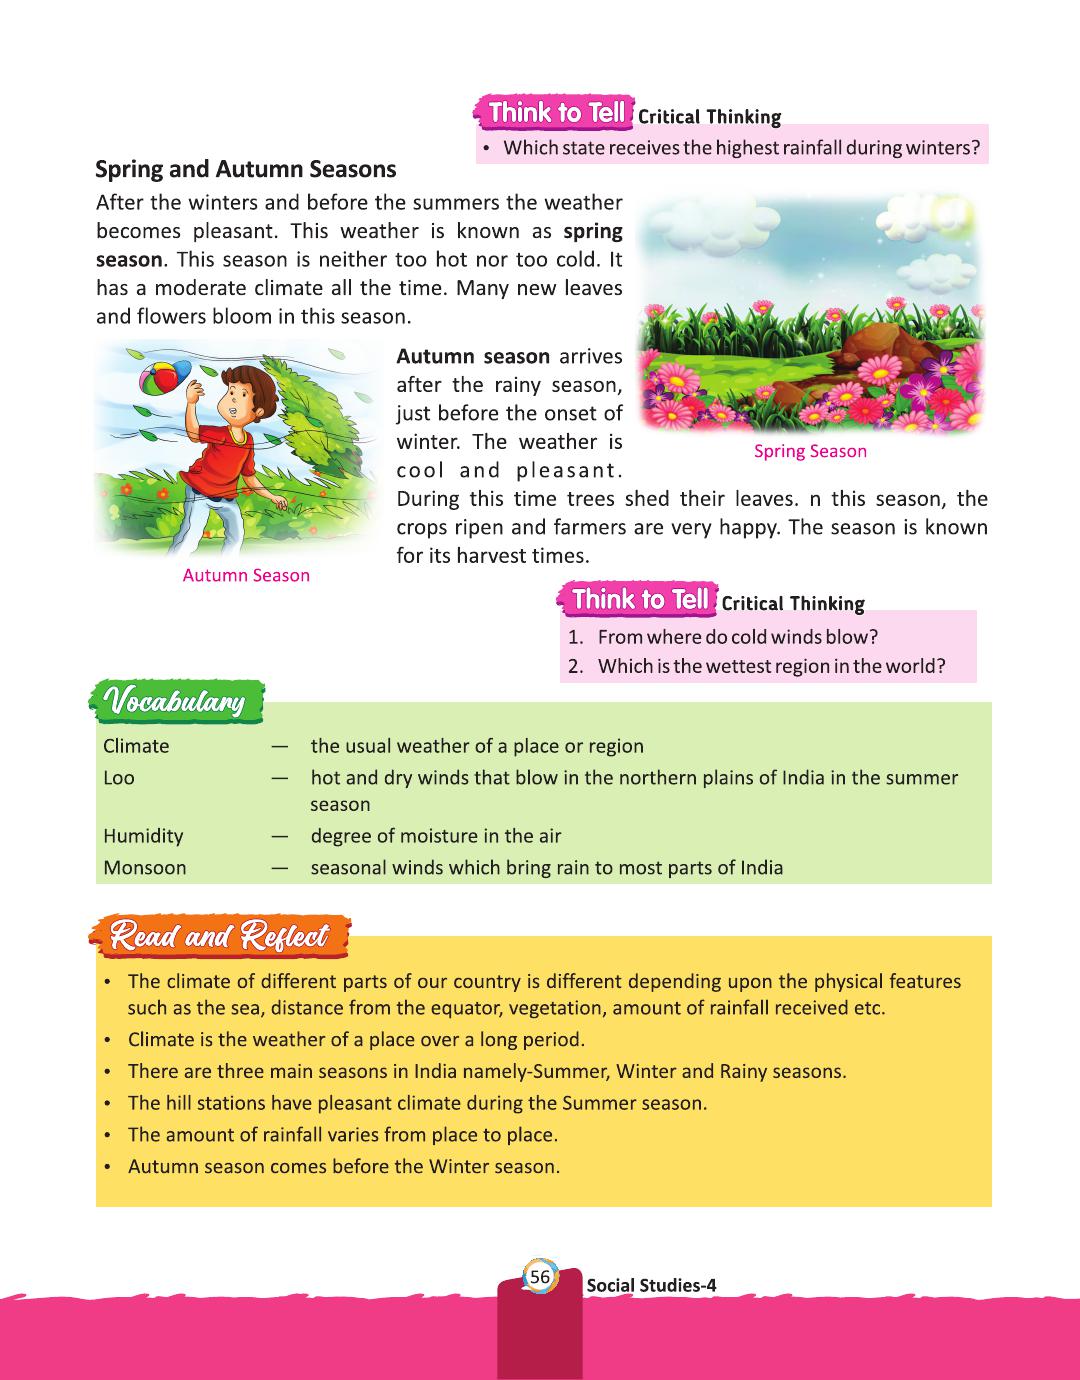 Think to Tell Critical Thinking
• Which state receives the highest rainfall during winters?
Spring and Autumn Seasons
After the winters and before the summers the weather
becomes pleasant. This weather is known as spring
season. This season is neither too hot nor too cold. It
has a moderate climate all the time. Many new leaves
and flowers bloom in this season.
Spring Season
Autumn season arrives
after the rainy season,
just before the onset of
winter. The weather is
cool and pleasant.
During this time trees shed their leaves. n this season, the
crops ripen and farmers are very happy. The season is known
for its harvest times.
Autumn Season
Think to Tell Critical Thinking
1. From where do cold winds blow?
2. Which is the wettest region in the world?
Vocabulary
Climate — the usual weather of a place or region
Loo — hot and dry winds that blow in the northern plains of India in the summer
season
Humidity — degree of moisture in the air
Monsoon — seasonal winds which bring rain to most parts of India
Read and Reflect
• The climate of different parts of our country is different depending upon the physical features
such as the sea, distance from the equator, vegetation, amount of rainfall received etc.
• Climate is the weather of a place over a long period.
• There are three main seasons in India namely-Summer, Winter and Rainy seasons.
• The hill stations have pleasant climate during the Summer season.
• The amount of rainfall varies from place to place.
• Autumn season comes before the Winter season.
56
Social Studies-4